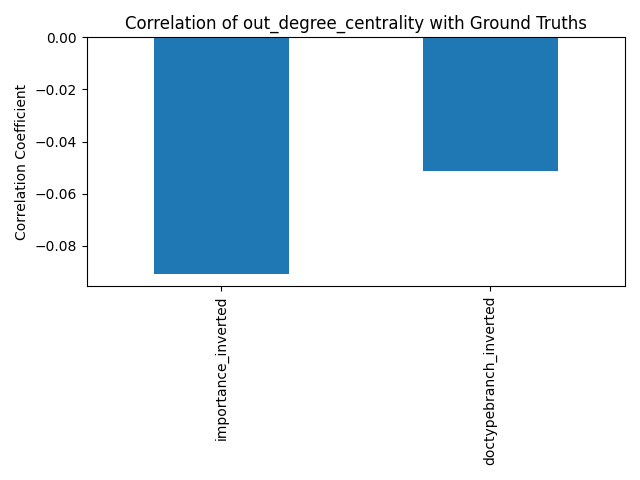 Correlation of out_degree_centrality with Ground Truths
Correlation Coefficient
0.00
−0.02
−0.04
−0.06
−0.08
importance_inverted
doctypebranch_inverted